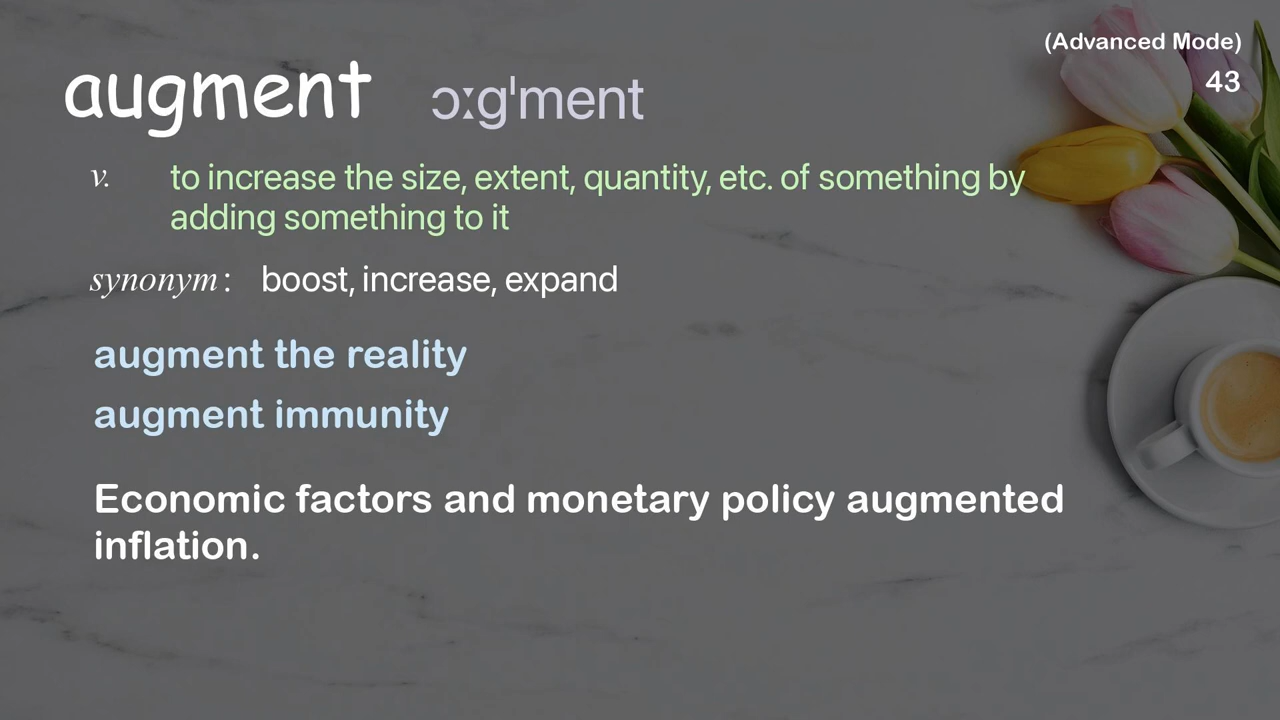 (Advanced Mode)
43
augment ɔːgˈment
v. to increase the size, extent, quantity, etc. of something by
adding something to it
synonym: boost, increase, expand
augment the reality
augment immunity
Economic factors and monetary policy augmented
inflation.